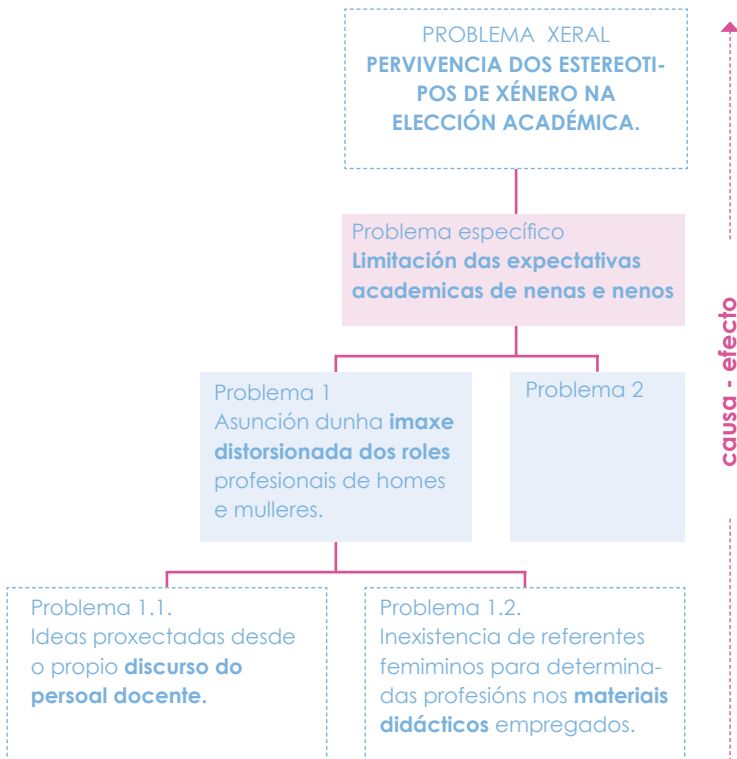 PROBLEMA XERAL
PERVIVENCIA DOS ESTEREOTI-
POS DE XÉNERO NA
ELECCIÓN ACADÉMICA.
Problema específico
Limitación das expectativas
academicas de nenas e nenos
Problema 1
Asunción dunha imaxe
distorsionada dos roles
profesionais de homes
e mulleres.
Problema 2
Problema 1.1.
Ideas proxectadas desde
o propio discurso do
persoal docente.
Problema 1.2.
Inexistencia de referentes
femiminos para determina-
das profesións nos materiais
didácticos empregados.
causa - efecto